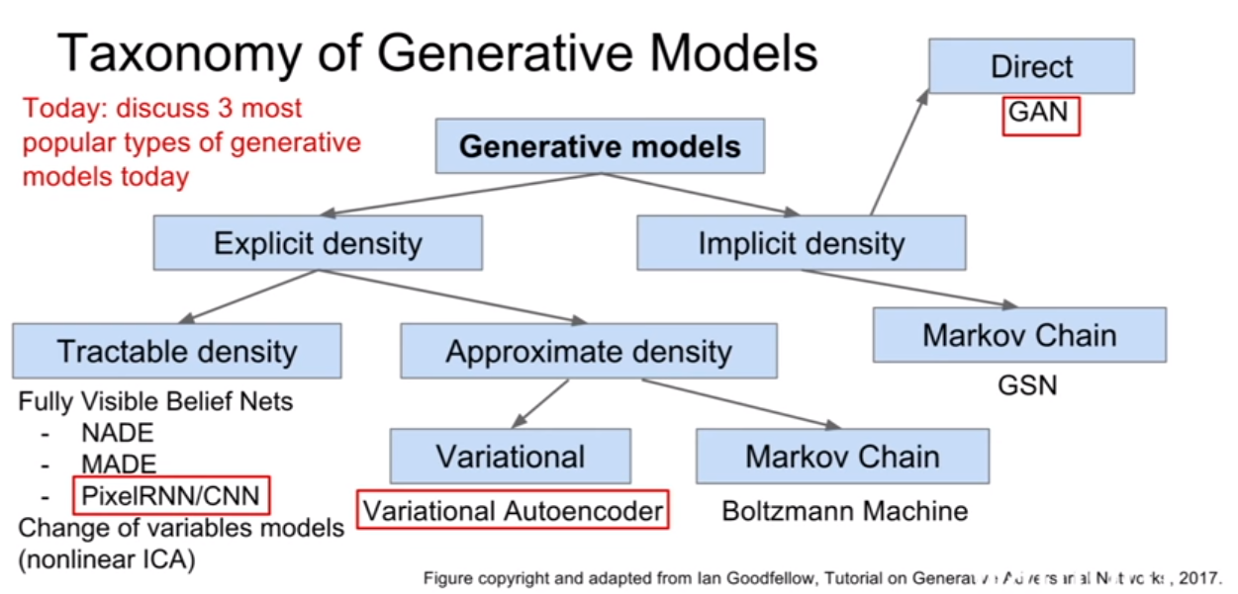 Taxonomy of Generative Models
Direct
GAN
Today: discuss 3 most
popular types of generative
models today
Generative models
Explicit density
Implicit density
Tractable density
Approximate density
Markov Chain
GSN
Fully Visible Belief Nets
- NADE
- MADE
- PixelRNN/CNN
Change of variables models
(nonlinear ICA)
Variational
Markov Chain
Variational Autoencoder
Boltzmann Machine
Figure copyright and adapted from Ian Goodfellow, Tutorial on Generative Adversarial Networks, 2017.